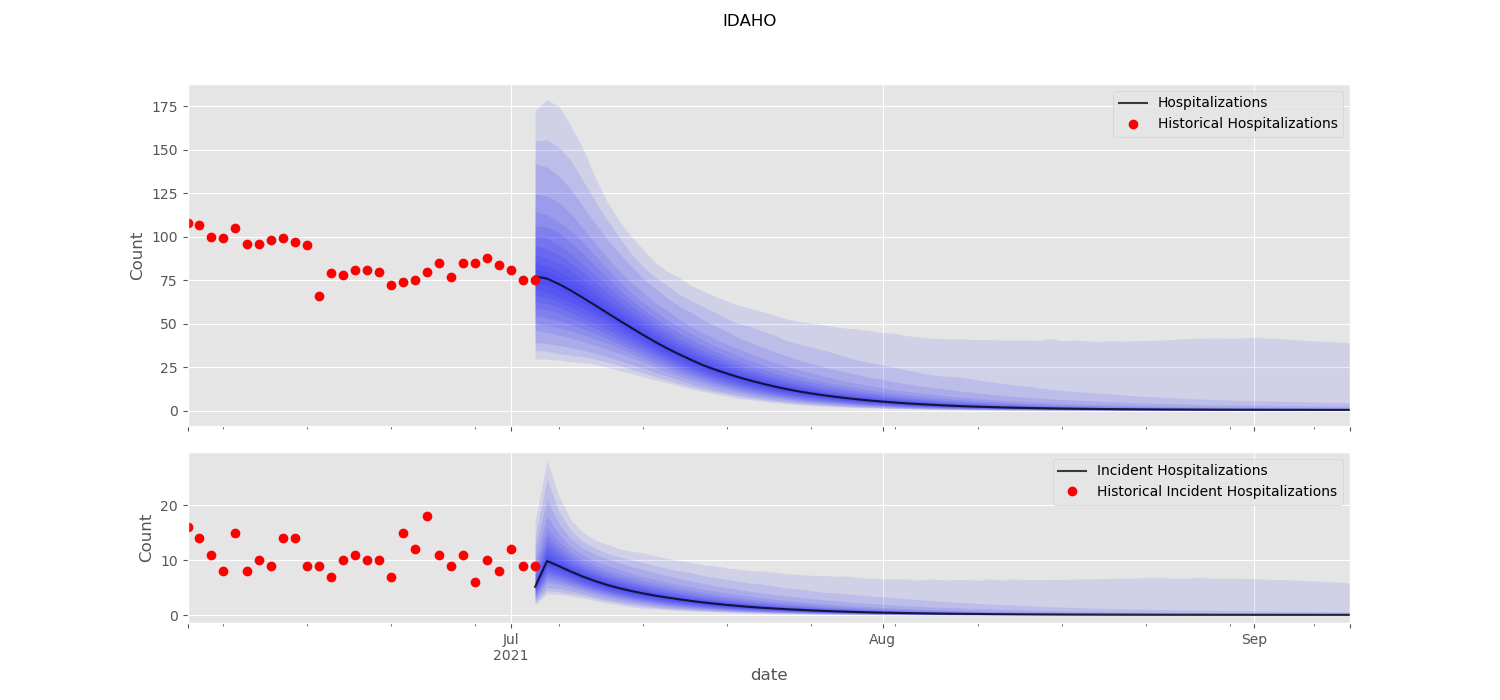 IDAHO
175
150
125
100
75
50
25
0
Count
Hospitalizations
Historical Hospitalizations
20
10
0
Count
Incident Hospitalizations
Historical Incident Hospitalizations
Jul
2021
Aug
Sep
date